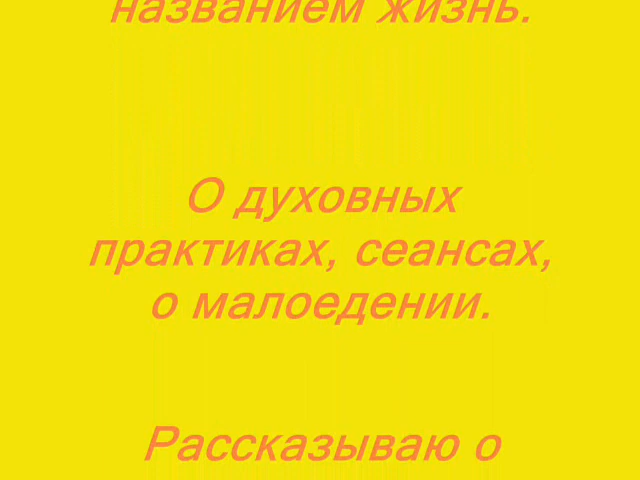 названием жизнь.
О духовных
практиках, сеансах,
о малоедении.
Рассказываю о